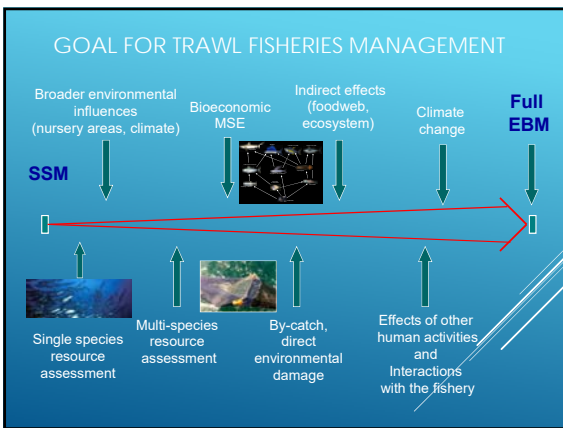 GOAL FOR TRAWL FISHERIES MANAGEMENT
Broader environmental
influences
(nursery areas, climate)
Bioeconomic
MSE
Indirect effects
(foodweb,
ecosystem)
Climate
change
Full
EBM
SSM
Single species
resource
assessment
Multi-species
resource
assessment
By-catch,
direct
environmental
damage
Effects of other
human activities
and
Interactions
with the fishery